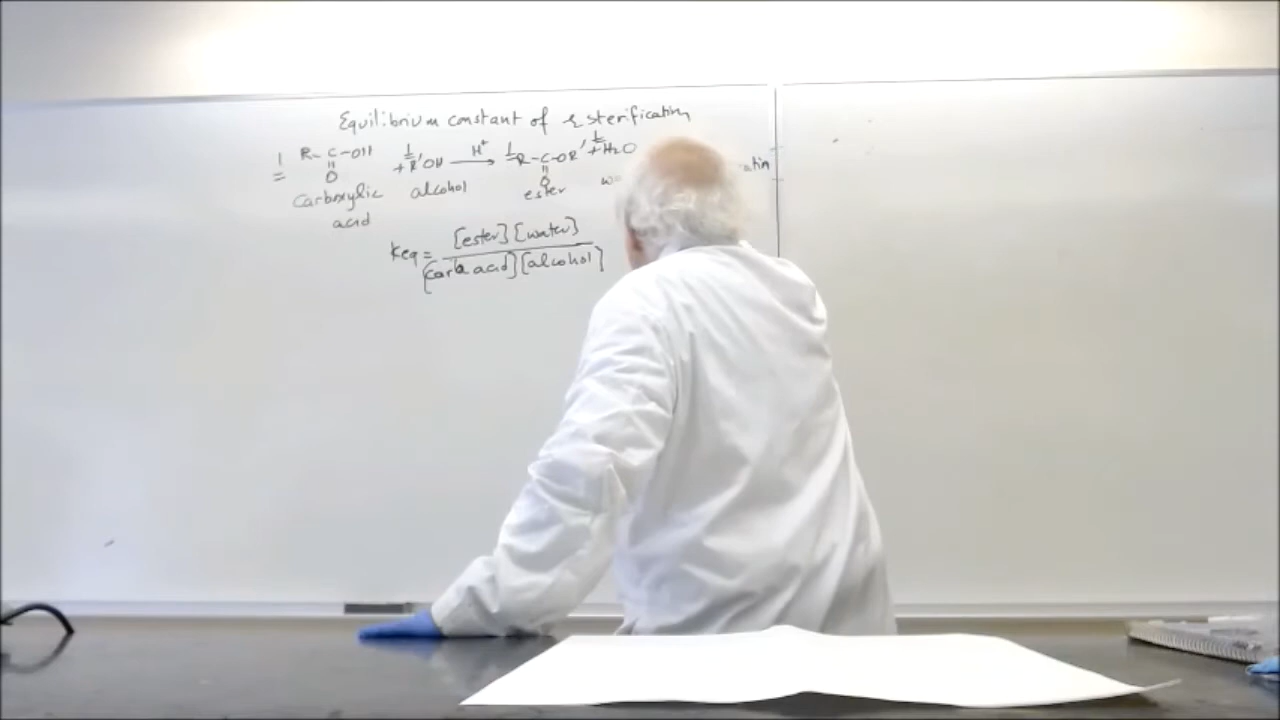 Equilibrium constant of esterification
1 R-C-OH + 1 R'OH H⁺ → 1 R-C-OR' + 1 H₂O
= O O
carboxylic alcohol ester
acid
Keq = [ester][water]
[carb acid][alcohol]